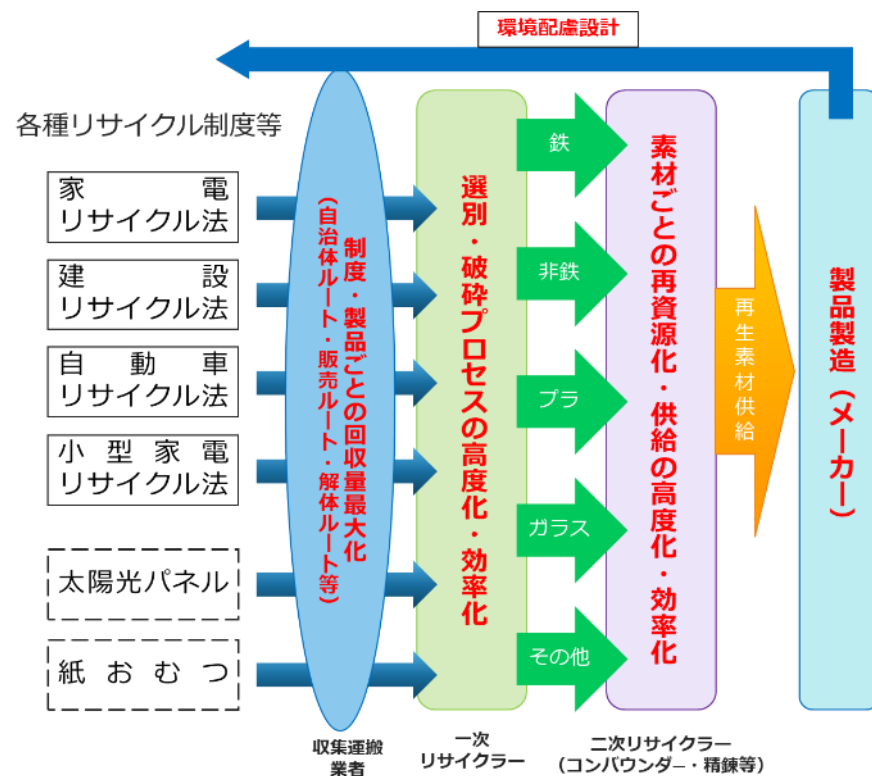 環境配慮設計
各種リサイクル制度等
家電
リサイクル法
建設
リサイクル法
自動車
リサイクル法
小型家電
リサイクル法
太陽光パネル
紙おむつ
制度・製品ごとの回収量最大化
(自治体ルート・販売ルート・解体ルート等)
選別・破砕プロセスの高度化・効率化
鉄
非鉄
プラ
ガラス
その他
素材ごとの再資源化・供給の高度化・効率化
再生素材供給
製品製造(メーカー)
収集運搬
業者
一次
リサイクラー
二次リサイクラー
(コンパウンダー・精錬等)